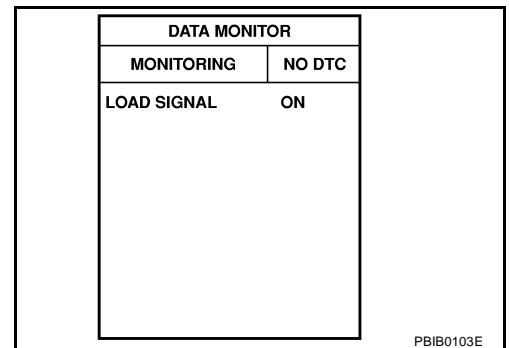 DATA MONITOR
MONITORING NO DTC
LOAD SIGNAL ON
PBIB0103E